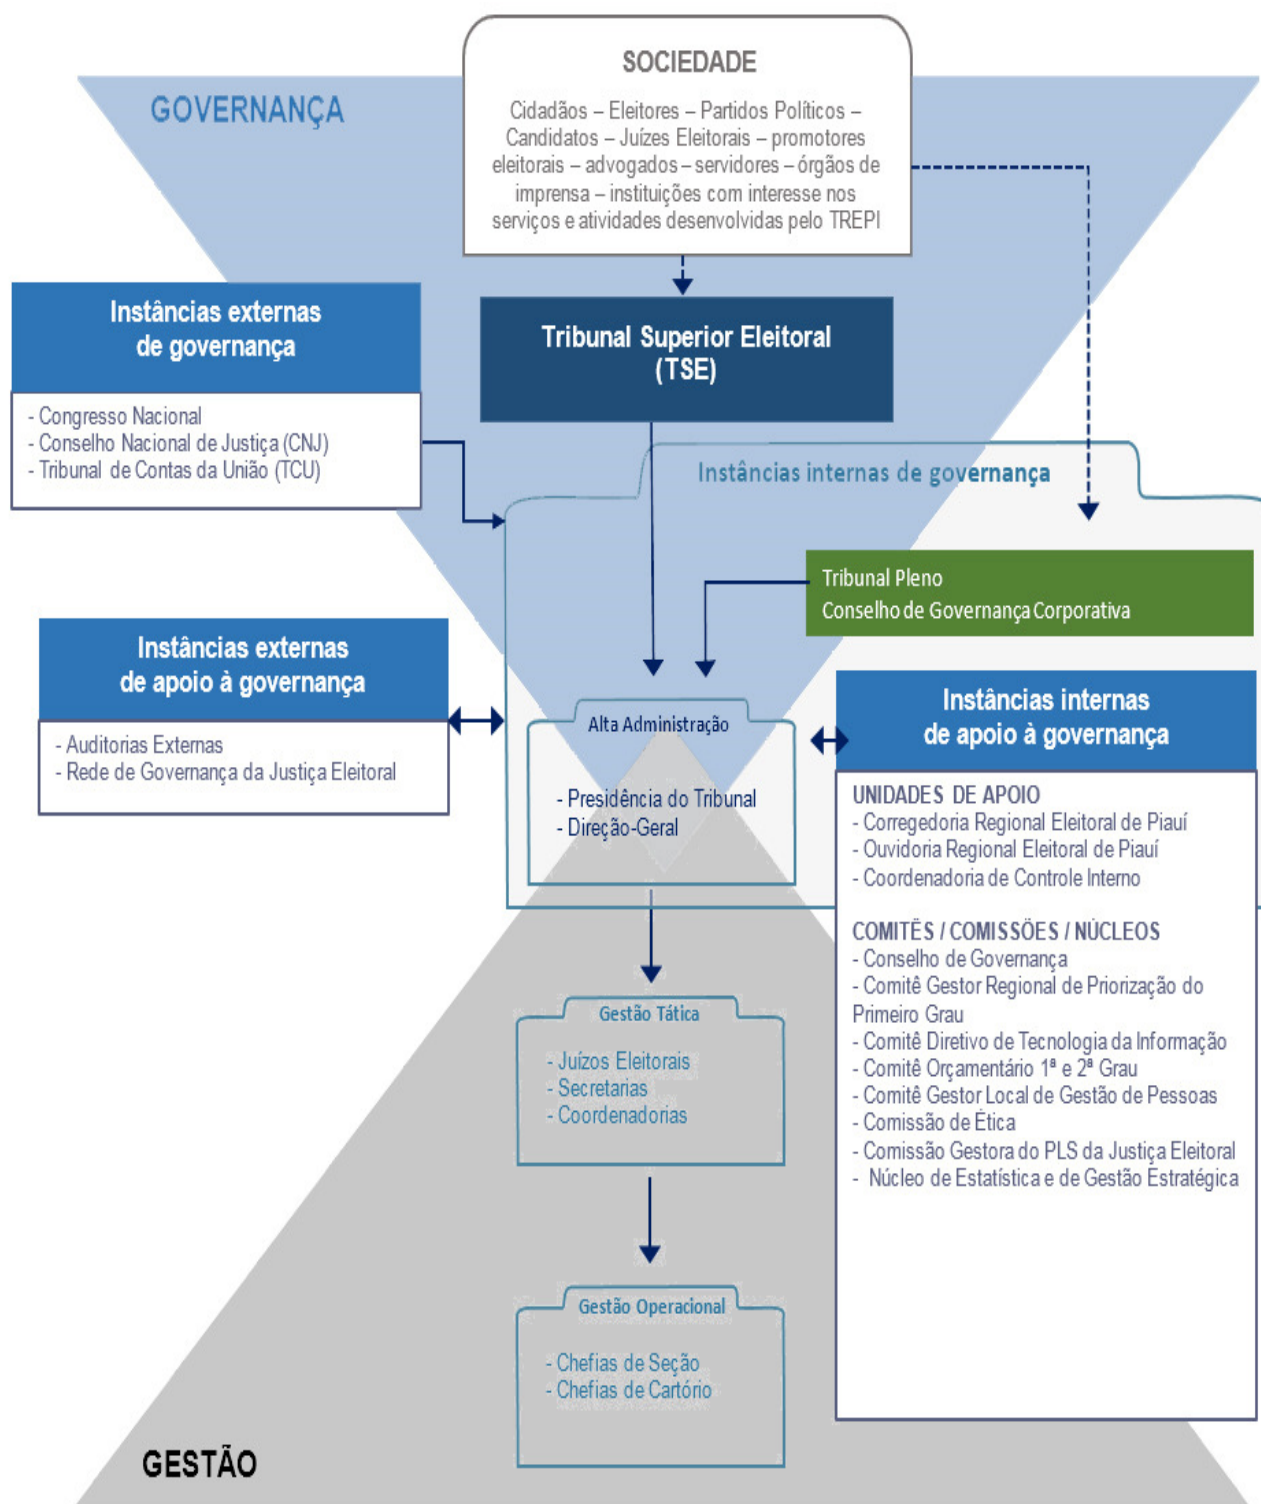 SOCIEDADE
Cidadãos – Eleitores – Partidos Políticos –
Candidatos – Juízes Eleitorais – promotores
eleitorais – advogados – servidores – órgãos de
imprensa – instituições com interesse nos
serviços e atividades desenvolvidas pelo TREPI
GOVERNANÇA
Instâncias externas
de governança
- Congresso Nacional
- Conselho Nacional de Justiça (CNJ)
- Tribunal de Contas da União (TCU)
Tribunal Superior Eleitoral
(TSE)
Instâncias internas de governança
Tribunal Pleno
Conselho de Governança Corporativa
Instâncias externas
de apoio à governança
- Auditorias Externas
- Rede de Governança da Justiça Eleitoral
Alta Administração
- Presidência do Tribunal
- Direção-Geral
Instâncias internas
de apoio à governança
UNIDADES DE APOIO
- Corregedoria Regional Eleitoral de Piauí
- Ouvidoria Regional Eleitoral de Piauí
- Coordenadoria de Controle Interno
COMITÊS / COMISSÕES / NÚCLEOS
- Conselho de Governança
- Comitê Gestor Regional de Priorização do
Primeiro Grau
- Comitê Diretivo de Tecnologia da Informação
- Comitê Orçamentário 1ª e 2ª Grau
- Comitê Gestor Local de Gestão de Pessoas
- Comissão de Ética
- Comissão Gestora do PLS da Justiça Eleitoral
- Núcleo de Estatística e de Gestão Estratégica
Gestão Tática
- Juízos Eleitorais
- Secretarias
- Coordenadorias
Gestão Operacional
- Chefias de Seção
- Chefias de Cartório
GESTÃO